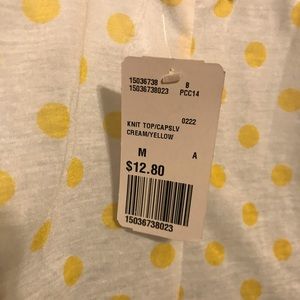 15036738 B
15036738023 PCC14
0222
KNIT TOP/CAPSLV
CREAM/YELLOW
M A
$12.80
15036738023